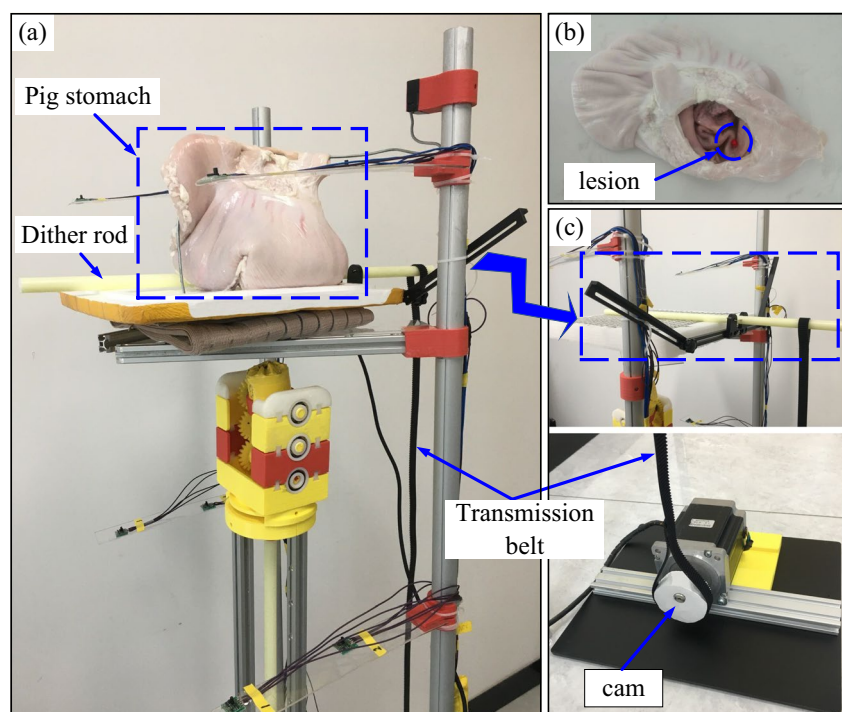 (a)
Pig stomach
Dither rod
(b)
lesion
(c)
Transmission
belt
cam